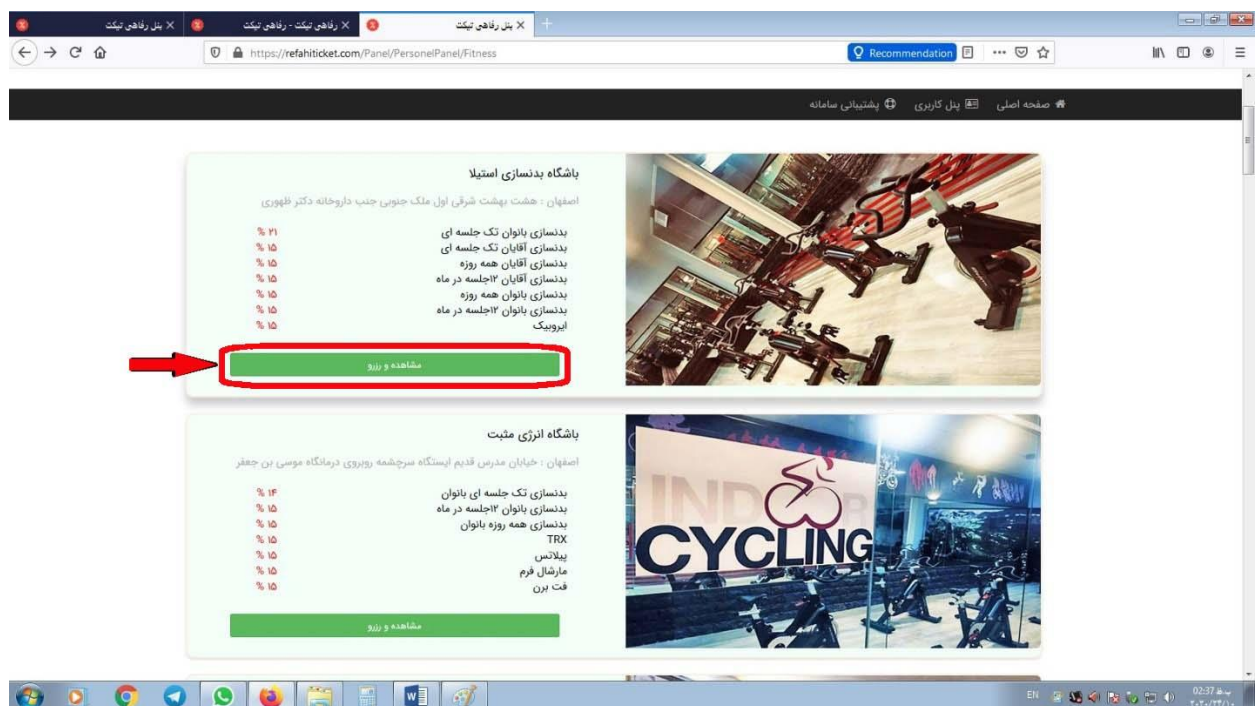 پنل رفاهی تیکت
رفاهی تیکت - رفاهی تیکت
پنل رفاهی تیکت
https://refahiticket.com/Panel/PersonelPanel/Fitness
Recommendation
صفحه اصلی پنل کاربری پشتیبانی سامانه
باشگاه بدنسازی استیلا
اصفهان : هشت بهشت شرقی اول ملک جنوبی جنب داروخانه دکتر ظهوری
بدنسازی بانوان تک جلسه ای ۲۱ %
بدنسازی آقایان تک جلسه ای ۱۵ %
بدنسازی آقایان همه روزه ۱۵ %
بدنسازی آقایان ۱۲جلسه در ماه ۱۵ %
بدنسازی بانوان همه روزه ۱۵ %
بدنسازی بانوان ۱۲جلسه در ماه ۱۵ %
ایروبیک ۱۵ %
مشاهده و رزرو
باشگاه انرژی مثبت
اصفهان : خیابان مدرس قدیم ایستگاه سرچشمه روبروی درمانگاه موسی بن جعفر
بدنسازی تک جلسه ای بانوان ۱۴ %
بدنسازی بانوان ۱۲جلسه در ماه ۱۵ %
بدنسازی همه روزه بانوان ۱۵ %
TRX ۱۵ %
پیلاتس ۱۵ %
مارشال فرم ۱۵ %
فت برن ۱۵ %
مشاهده و رزرو
INDOOR
CYCLING
EN
02:37 ب.ظ